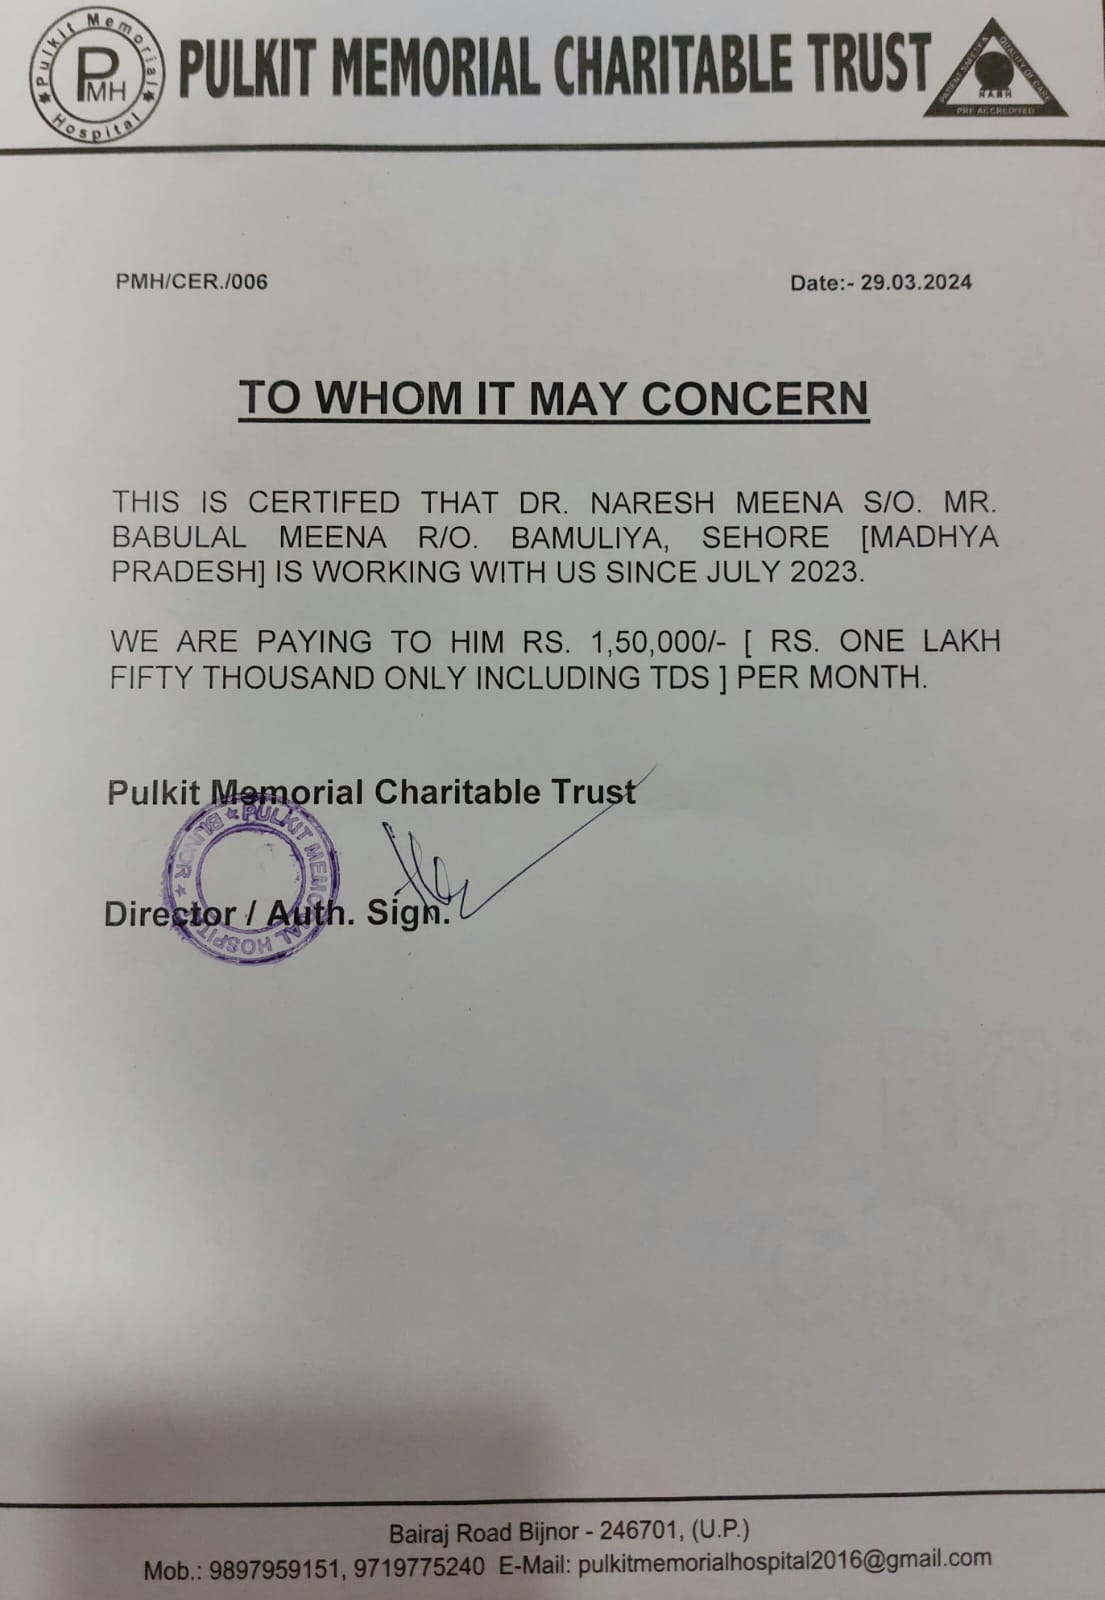 Pulkit Memorial
PMH
Hospital
PULKIT MEMORIAL CHARITABLE TRUST
PATIENT SAFETY & QUALITY OF CARE
NABH
PRE ACCREDITED
PMH/CER./006
Date:- 29.03.2024
TO WHOM IT MAY CONCERN
THIS IS CERTIFED THAT DR. NARESH MEENA S/O. MR.
BABULAL MEENA R/O. BAMULIYA, SEHORE [MADHYA
PRADESH] IS WORKING WITH US SINCE JULY 2023.
WE ARE PAYING TO HIM RS. 1,50,000/- [ RS. ONE LAKH
FIFTY THOUSAND ONLY INCLUDING TDS ] PER MONTH.
Pulkit Memorial Charitable Trust
PULKIT MEMORIAL HOSPITAL BIJNOR
Director / Auth. Sign.
Bairaj Road Bijnor - 246701, (U.P.)
Mob.: 9897959151, 9719775240 E-Mail: pulkitmemorialhospital2016@gmail.com